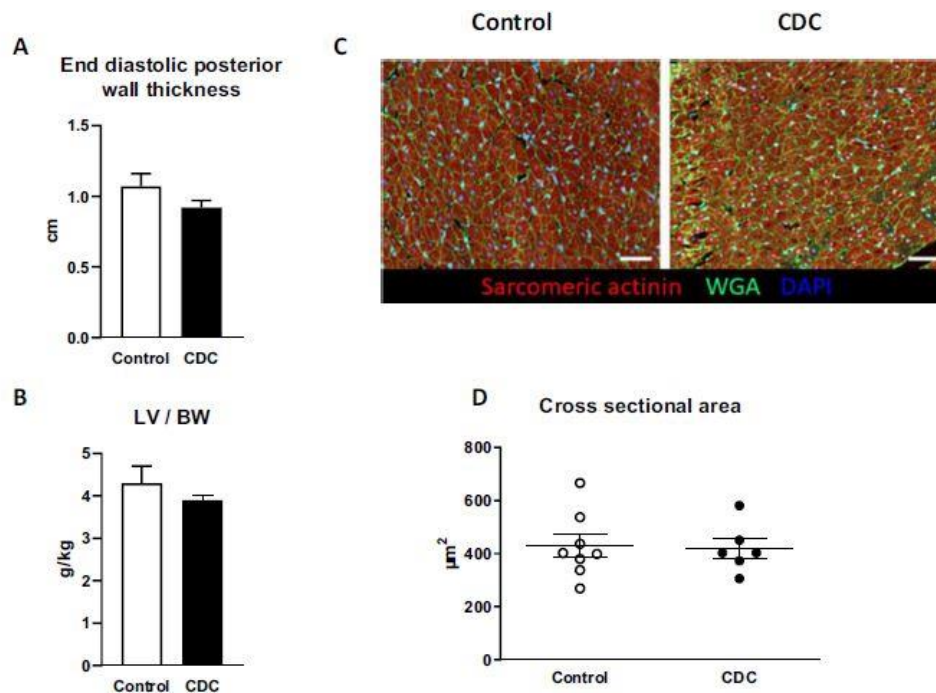 A
End diastolic posterior
wall thickness
1.5
1.0
0.5
0.0
cm
Control CDC
B
LV / BW
5
4
3
2
1
0
g/kg
Control CDC
C
Control CDC
Sarcomeric actinin WGA DAPI
D
Cross sectional area
800
600
400
200
0
µm²
Control CDC